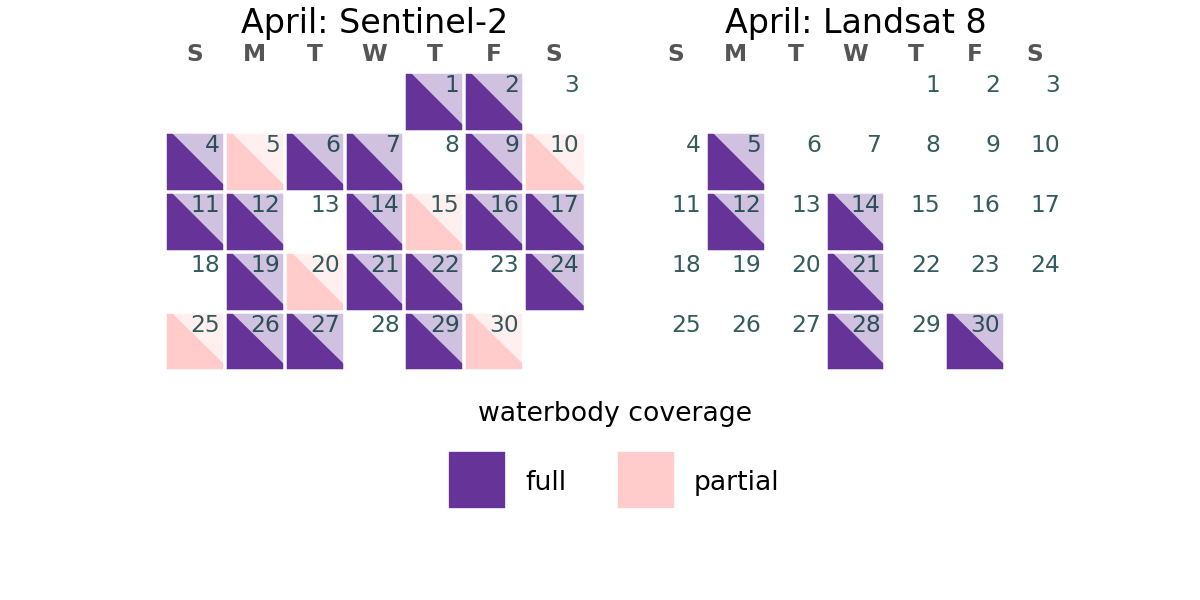 April: Sentinel-2
S M T W T F S
1 2 3
4 5 6 7 8 9 10
11 12 13 14 15 16 17
18 19 20 21 22 23 24
25 26 27 28 29 30
April: Landsat 8
S M T W T F S
1 2 3
4 5 6 7 8 9 10
11 12 13 14 15 16 17
18 19 20 21 22 23 24
25 26 27 28 29 30
waterbody coverage
full partial